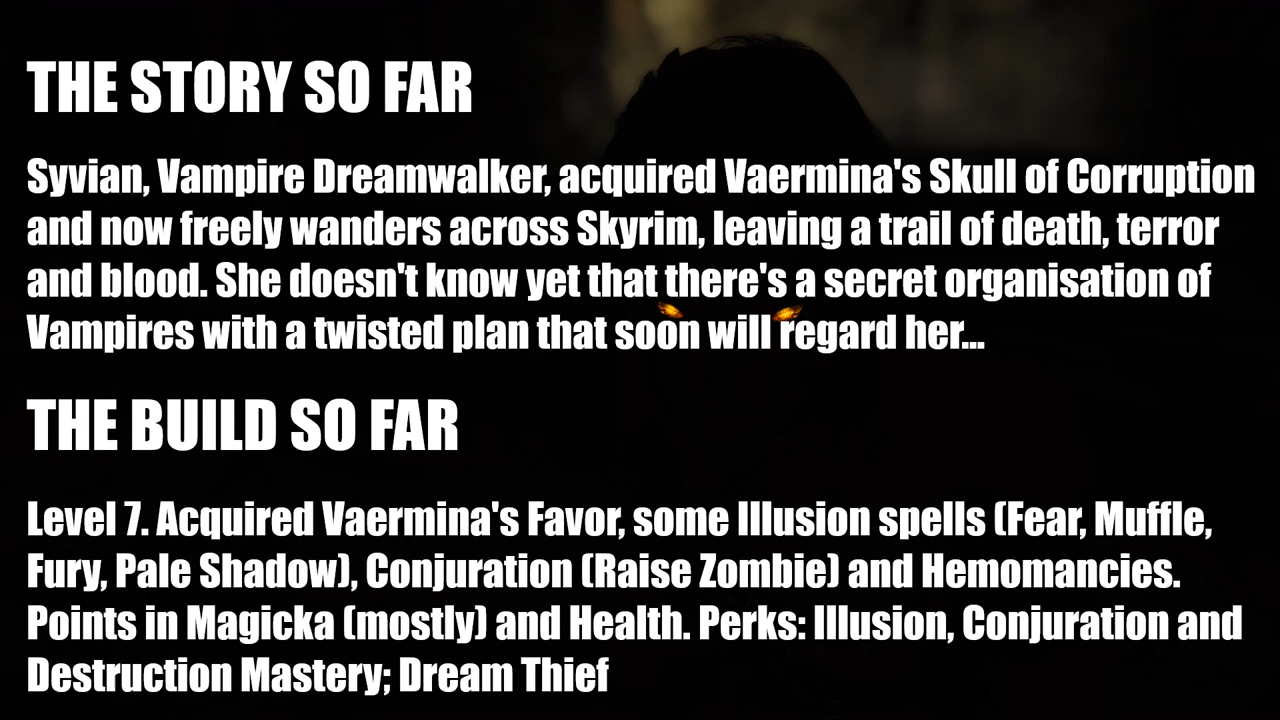 THE STORY SO FAR
Syvian, Vampire Dreamwalker, acquired Vaermina's Skull of Corruption
and now freely wanders across Skyrim, leaving a trail of death, terror
and blood. She doesn't know yet that there's a secret organisation of
Vampires with a twisted plan that soon will regard her...
THE BUILD SO FAR
Level 7. Acquired Vaermina's Favor, some Illusion spells (Fear, Muffle,
Fury, Pale Shadow), Conjuration (Raise Zombie) and Hemomancies.
Points in Magicka (mostly) and Health. Perks: Illusion, Conjuration and
Destruction Mastery; Dream Thief